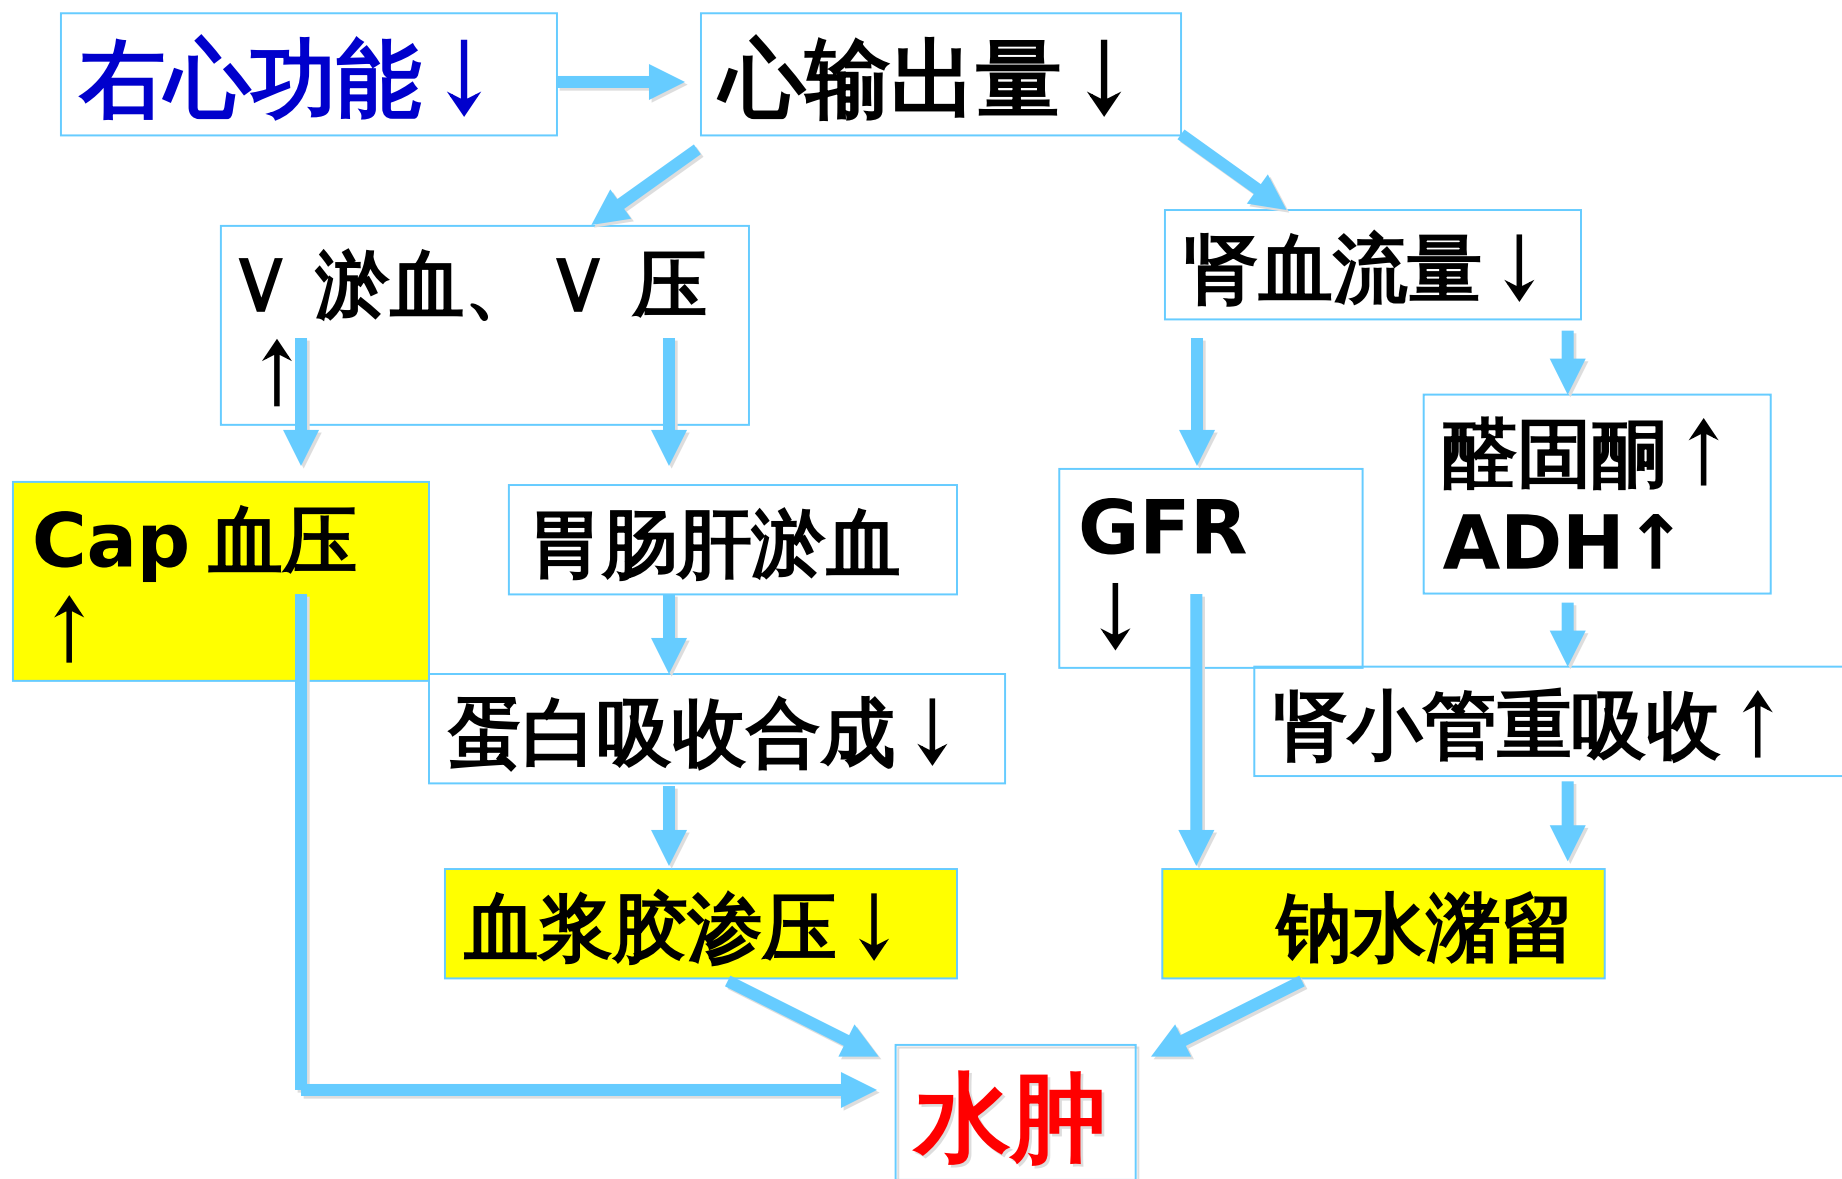 右心功能↓
心输出量↓
V 淤血、V 压
↑
肾血流量↓
醛固酮↑
ADH↑
Cap 血压
↑
胃肠肝淤血
GFR
↓
蛋白吸收合成↓
肾小管重吸收↑
血浆胶渗压↓
钠水潴留
水肿